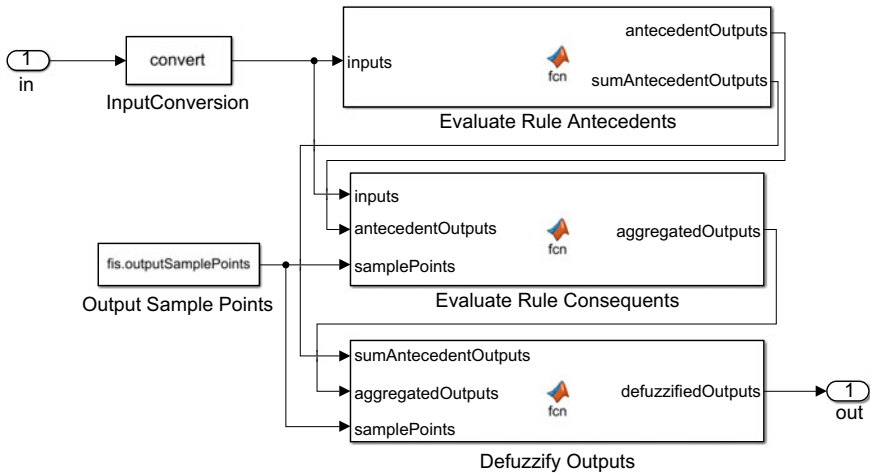 1
in
convert
InputConversion
inputs
fcn
antecedentOutputs
sumAntecedentOutputs
Evaluate Rule Antecedents
inputs
antecedentOutputs
samplePoints
fcn
aggregatedOutputs
Evaluate Rule Consequents
fis.outputSamplePoints
Output Sample Points
sumAntecedentOutputs
aggregatedOutputs
samplePoints
fcn
defuzzifiedOutputs
Defuzzify Outputs
1
out